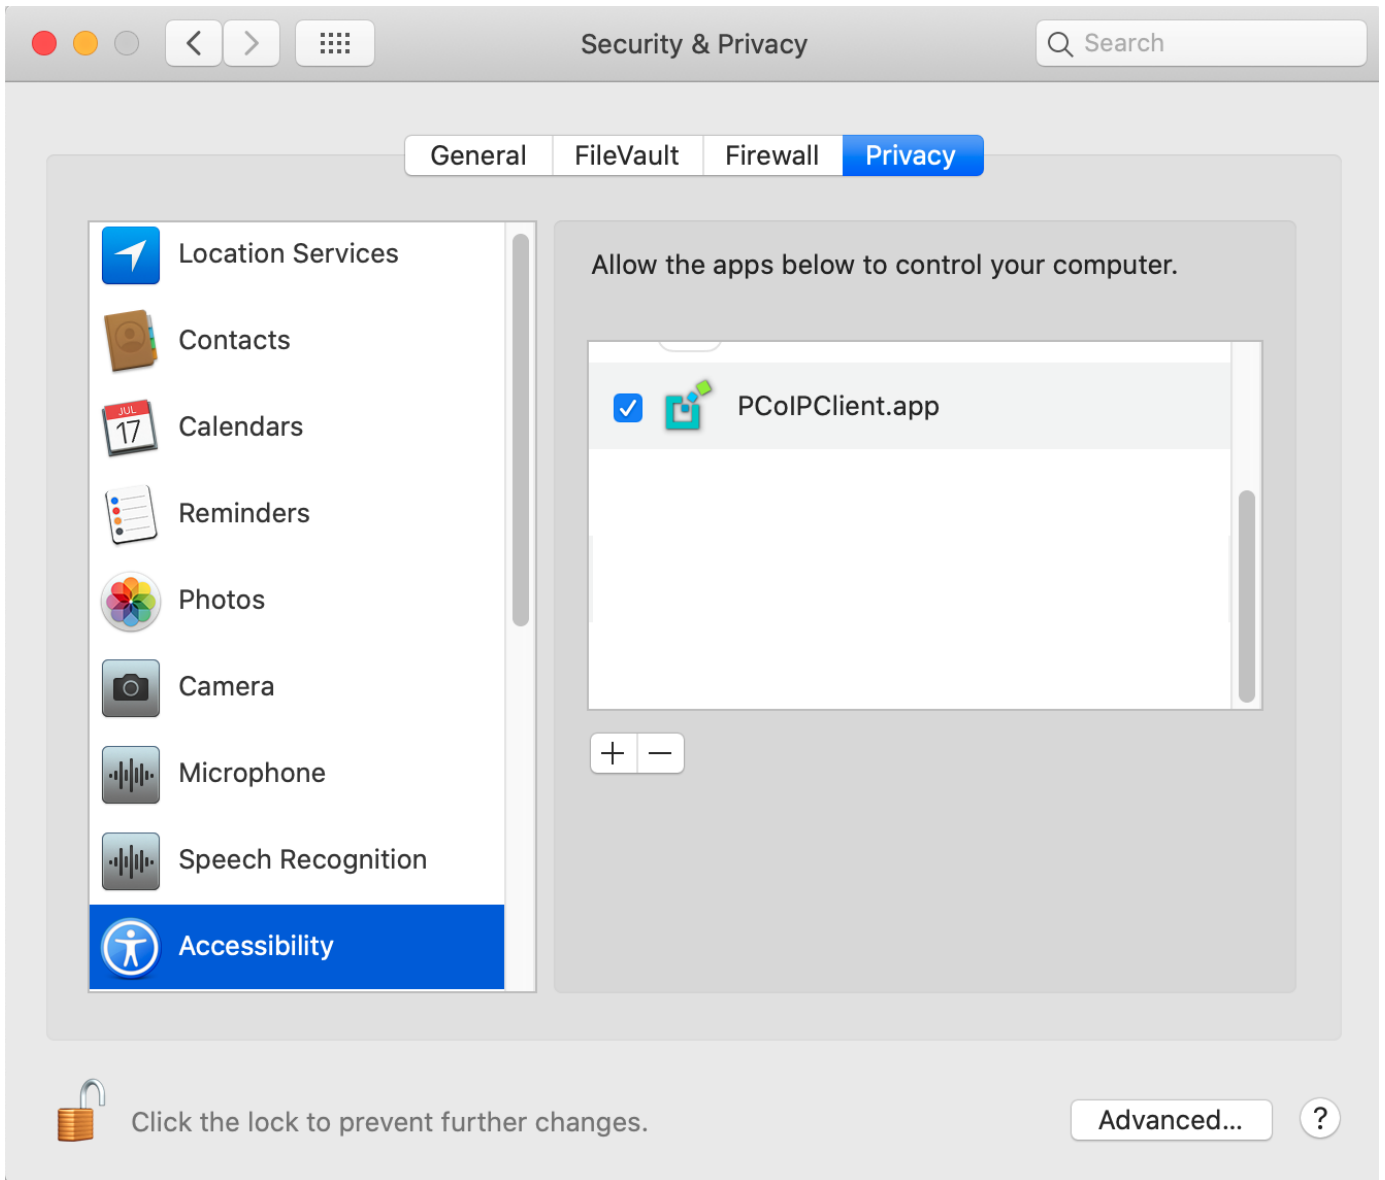 Security & Privacy
Search
General
FileVault
Firewall
Privacy
Location Services
Contacts
JUL
17
Calendars
Reminders
Photos
Camera
Microphone
Speech Recognition
Accessibility
Allow the apps below to control your computer.
PCoIPClient.app
Click the lock to prevent further changes.
Advanced...
?